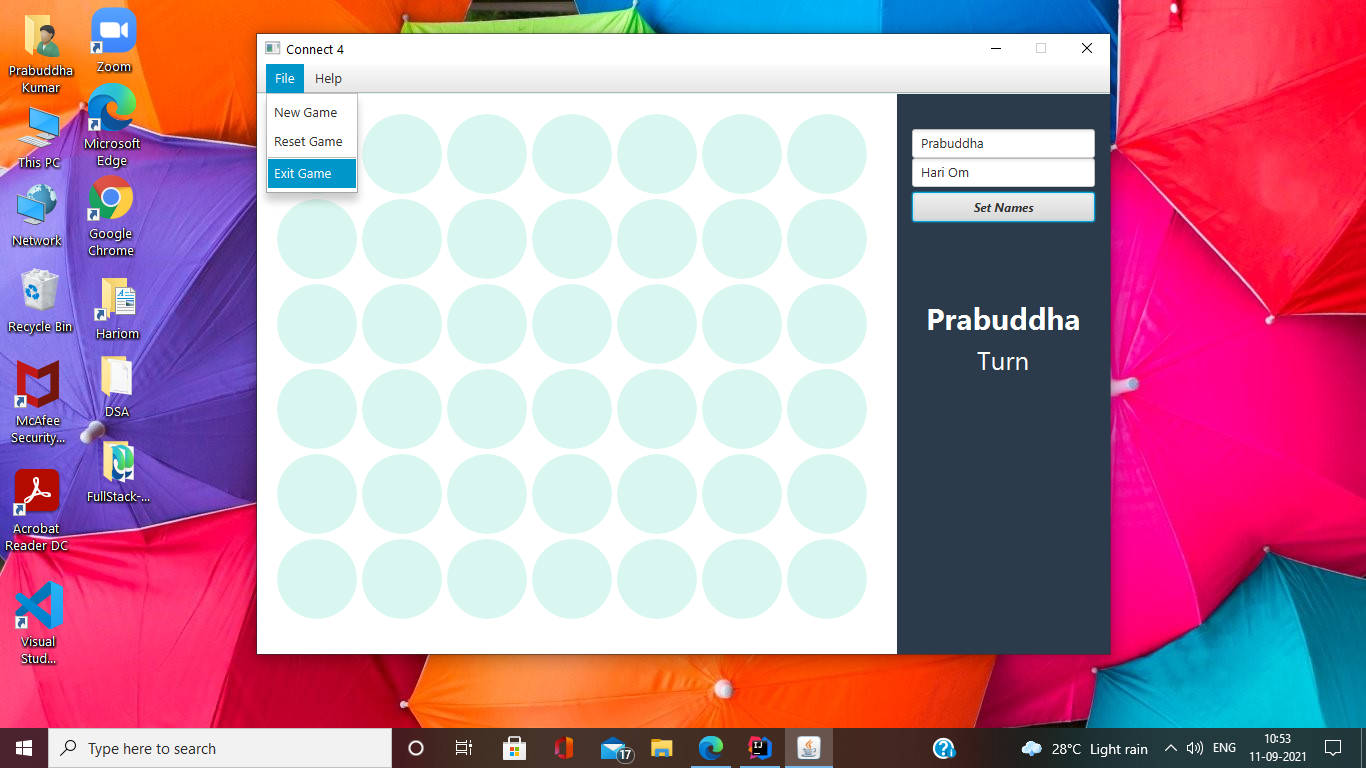 Prabuddha
Kumar
Zoom
This PC
Microsoft
Edge
Network
Google
Chrome
Recycle Bin
Hariom
McAfee
Security...
DSA
Acrobat
Reader DC
FullStack-...
Visual
Stud...
Connect 4
File Help
New Game
Reset Game
Exit Game
Prabuddha
Hari Om
Set Names
Prabuddha
Turn
Type here to search
17
IJ
?
28°C Light rain
ENG
10:53
11-09-2021